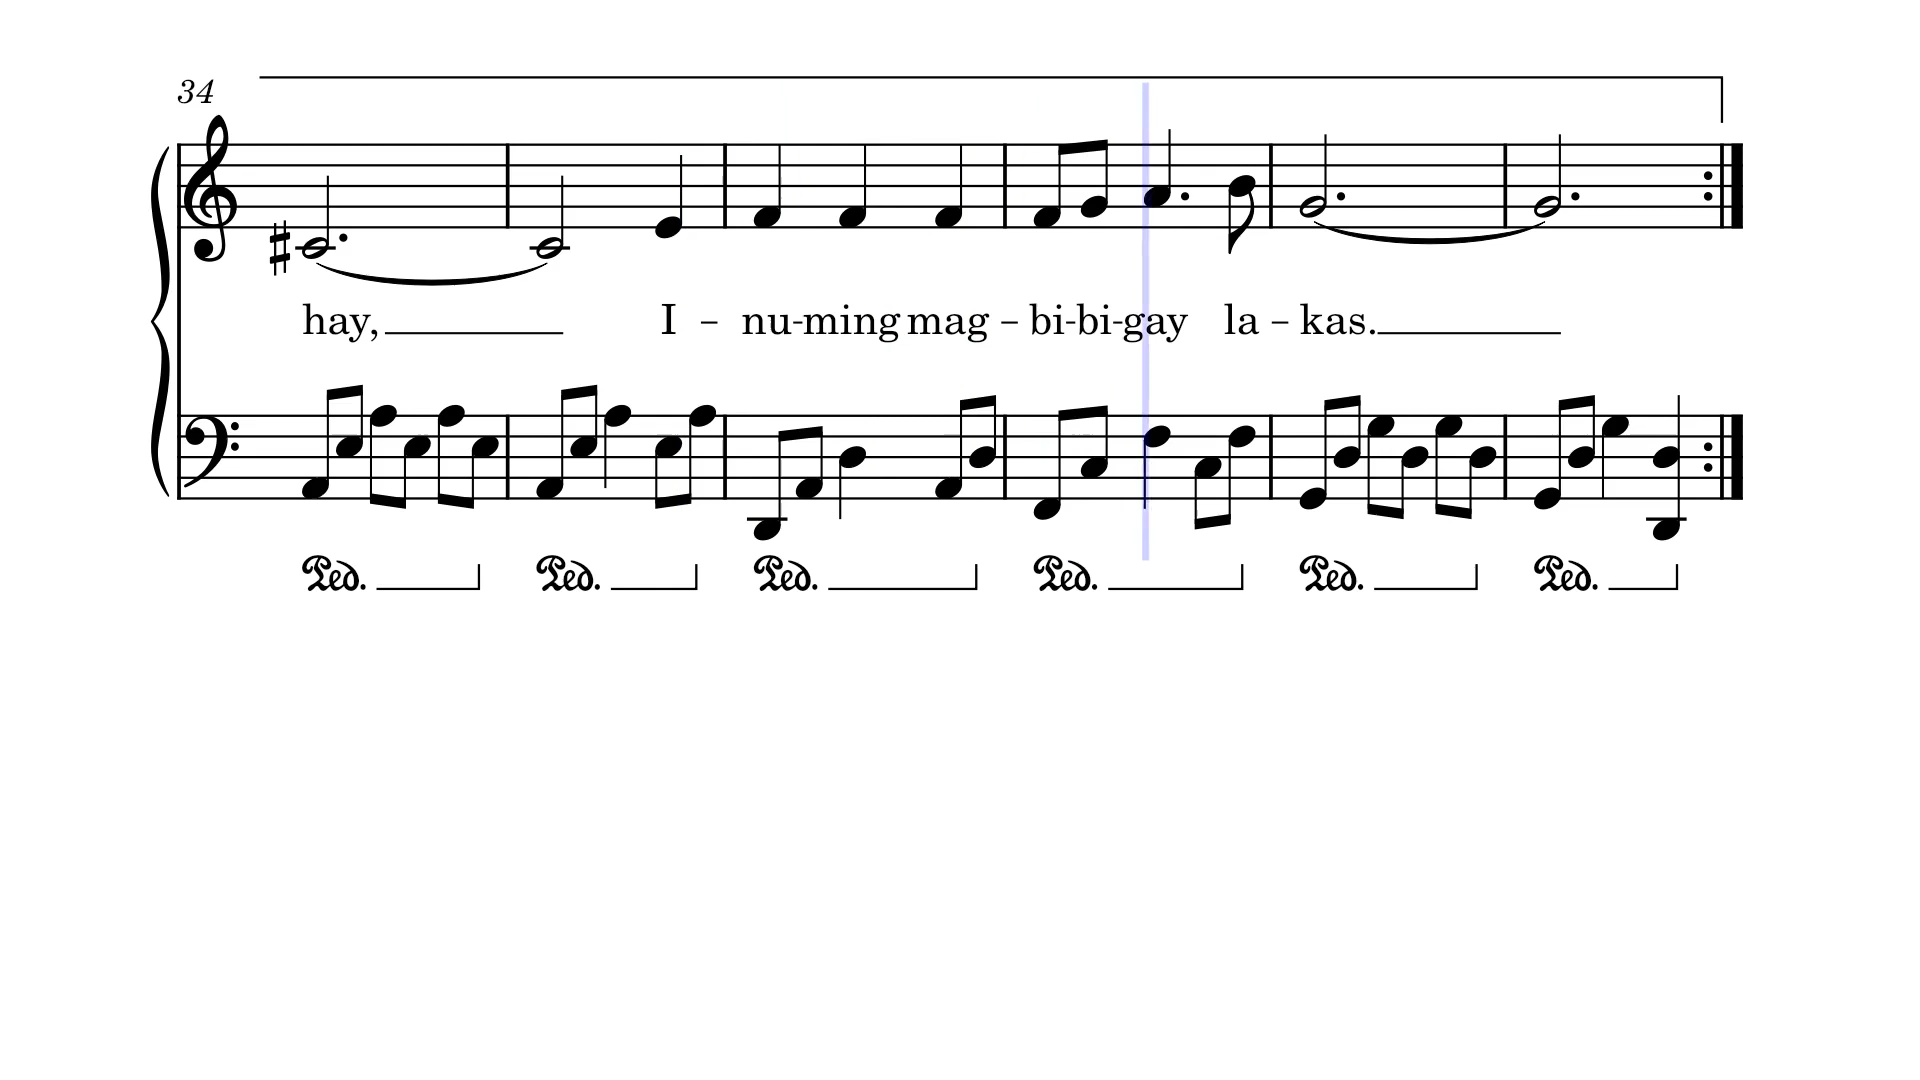 34
hay, I - nu-ming mag - bi-bi-gay la - kas.
Ped. Ped. Ped. Ped. Ped. Ped.